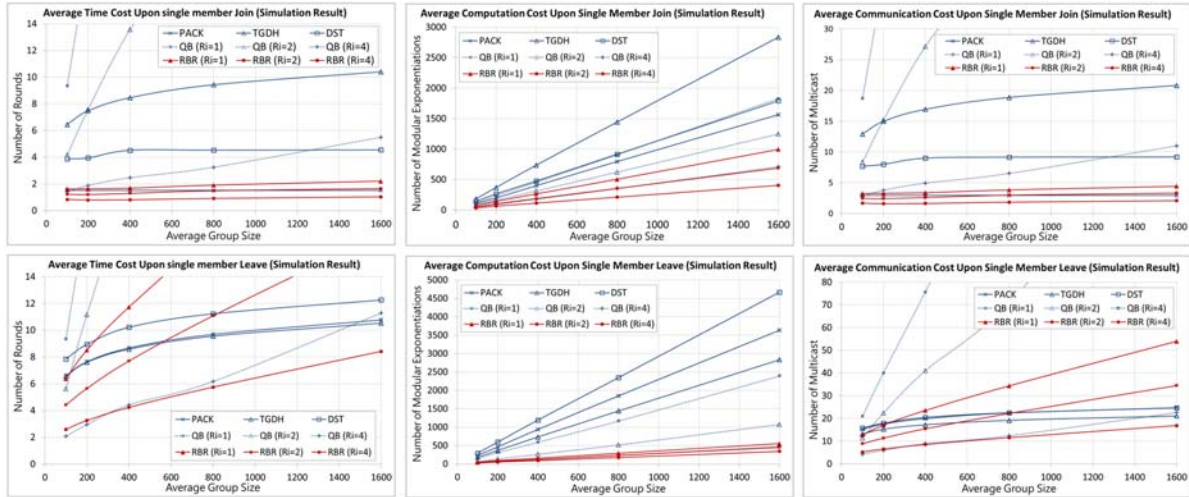 Average Time Cost Upon single member Join (Simulation Result)
14
12
10
8
6
4
2
0
Number of Rounds
PACK TGDH DST
QB (Ri=1) QB (Ri=2) QB (Ri=4)
RBR (Ri=1) RBR (Ri=2) RBR (Ri=4)
0 200 400 600 800 1000 1200 1400 1600
Average Group Size
Average Computation Cost Upon Single Member Join (Simulation Result)
3000
2500
2000
1500
1000
500
0
Number of Modular Exponentiations
PACK TGDH DST
QB (Ri=1) QB (Ri=2) QB (Ri=4)
RBR (Ri=1) RBR (Ri=2) RBR (Ri=4)
0 200 400 600 800 1000 1200 1400 1600
Average Group Size
Average Communication Cost Upon Single Member Join (Simulation Result)
30
25
20
15
10
5
0
Number of Multicast
PACK TGDH DST
QB (Ri=1) QB (Ri=2) QB (Ri=4)
RBR (Ri=1) RBR (Ri=2) RBR (Ri=4)
0 200 400 600 800 1000 1200 1400 1600
Average Group Size
Average Time Cost Upon single member Leave (Simulation Result)
14
12
10
8
6
4
2
0
Number of Rounds
PACK TGDH DST
QB (Ri=1) QB (Ri=2) QB (Ri=4)
RBR (Ri=1) RBR (Ri=2) RBR (Ri=4)
0 200 400 600 800 1000 1200 1400 1600
Average Group Size
Average Computation Cost Upon Single Member Leave (Simulation Result)
5000
4500
4000
3500
3000
2500
2000
1500
1000
500
0
Number of Modular Exponentiations
PACK TGDH DST
QB (Ri=1) QB (Ri=2) QB (Ri=4)
RBR (Ri=1) RBR (Ri=2) RBR (Ri=4)
0 200 400 600 800 1000 1200 1400 1600
Average Group Size
Average Communication Cost Upon Single Member Leave (Simulation Result)
80
70
60
50
40
30
20
10
0
Number of Multicast
PACK TGDH DST
QB (Ri=1) QB (Ri=2) QB (Ri=4)
RBR (Ri=1) RBR (Ri=2) RBR (Ri=4)
0 200 400 600 800 1000 1200 1400 1600
Average Group Size